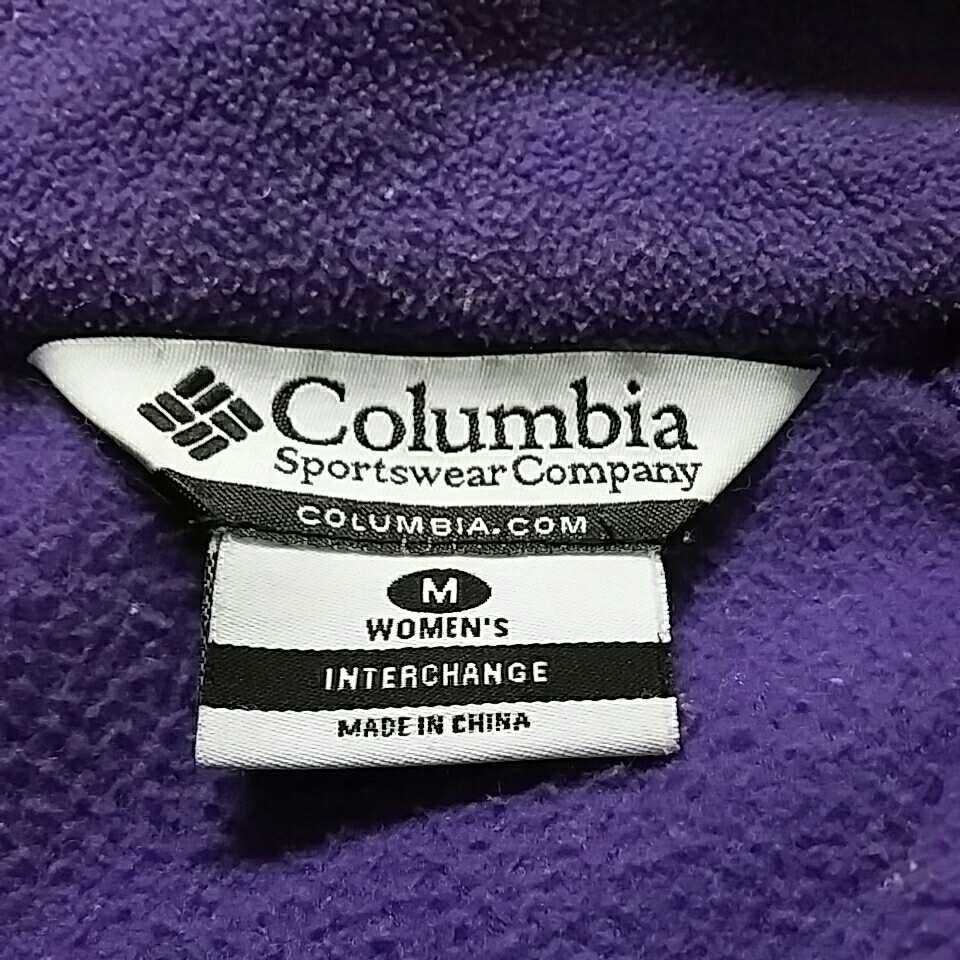 Columbia
Sportswear Company
COLUMBIA.COM
M
WOMEN'S
INTERCHANGE
MADE IN CHINA